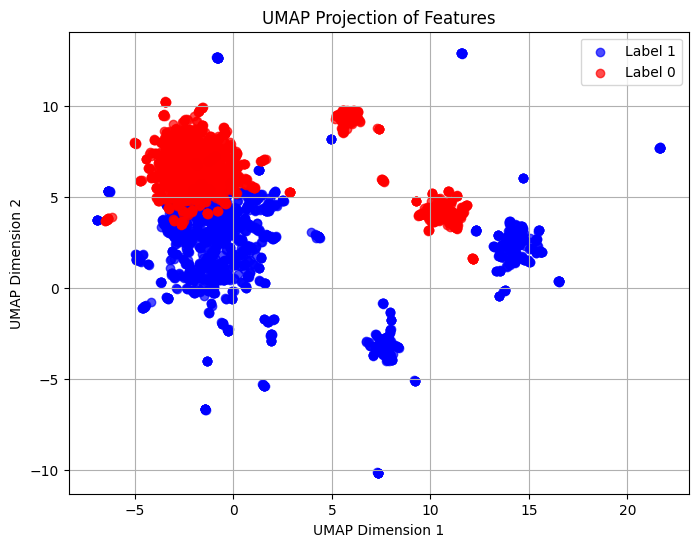 UMAP Projection of Features
Label 1
Label 0
UMAP Dimension 2
10
5
0
−5
−10
−5
0
5
10
15
20
UMAP Dimension 1